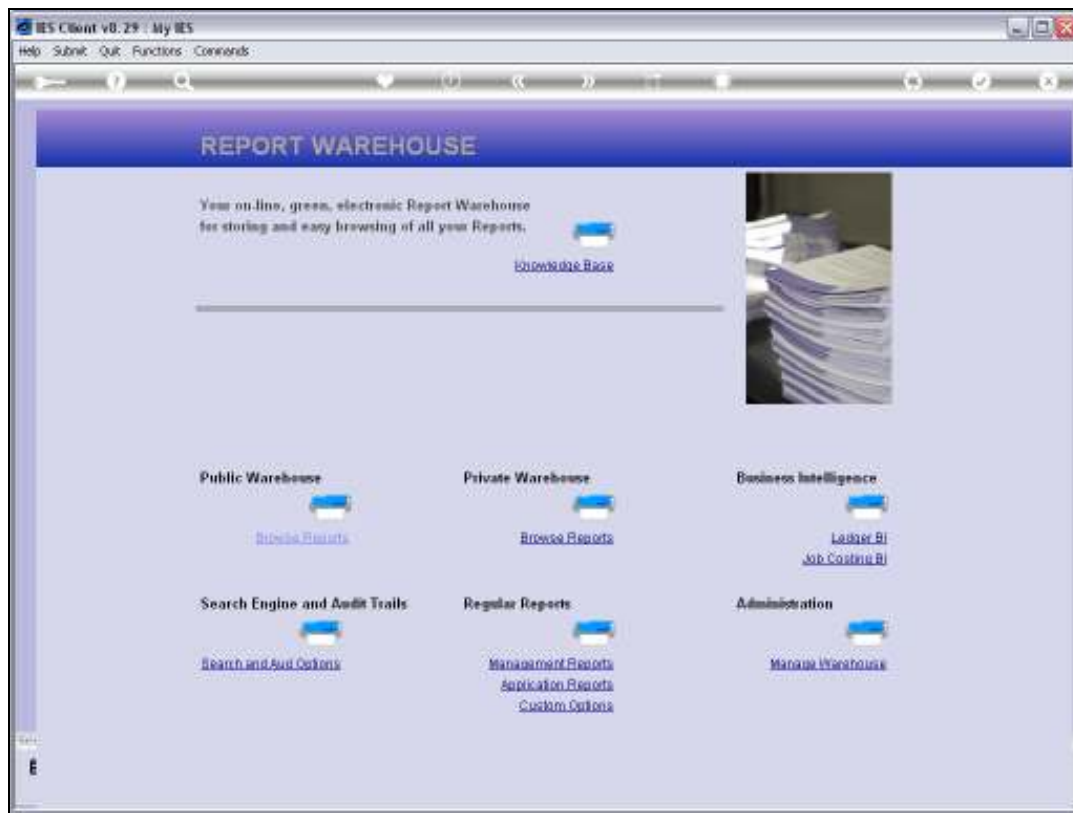 IES Client v8.29 : My IES
Help Submit Quit Functions Commands
REPORT WAREHOUSE
Your on-line, green, electronic Report Warehouse
for storing and easy browsing of all your Reports.
Knowledge Base
Public Warehouse Private Warehouse Business Intelligence
Browse Reports Browse Reports Ledger BI
Job Costing BI
Search Engine and Audit Trails Regular Reports Administration
Search and Aud Options Management Reports Manage Warehouse
Application Reports
Custom Options